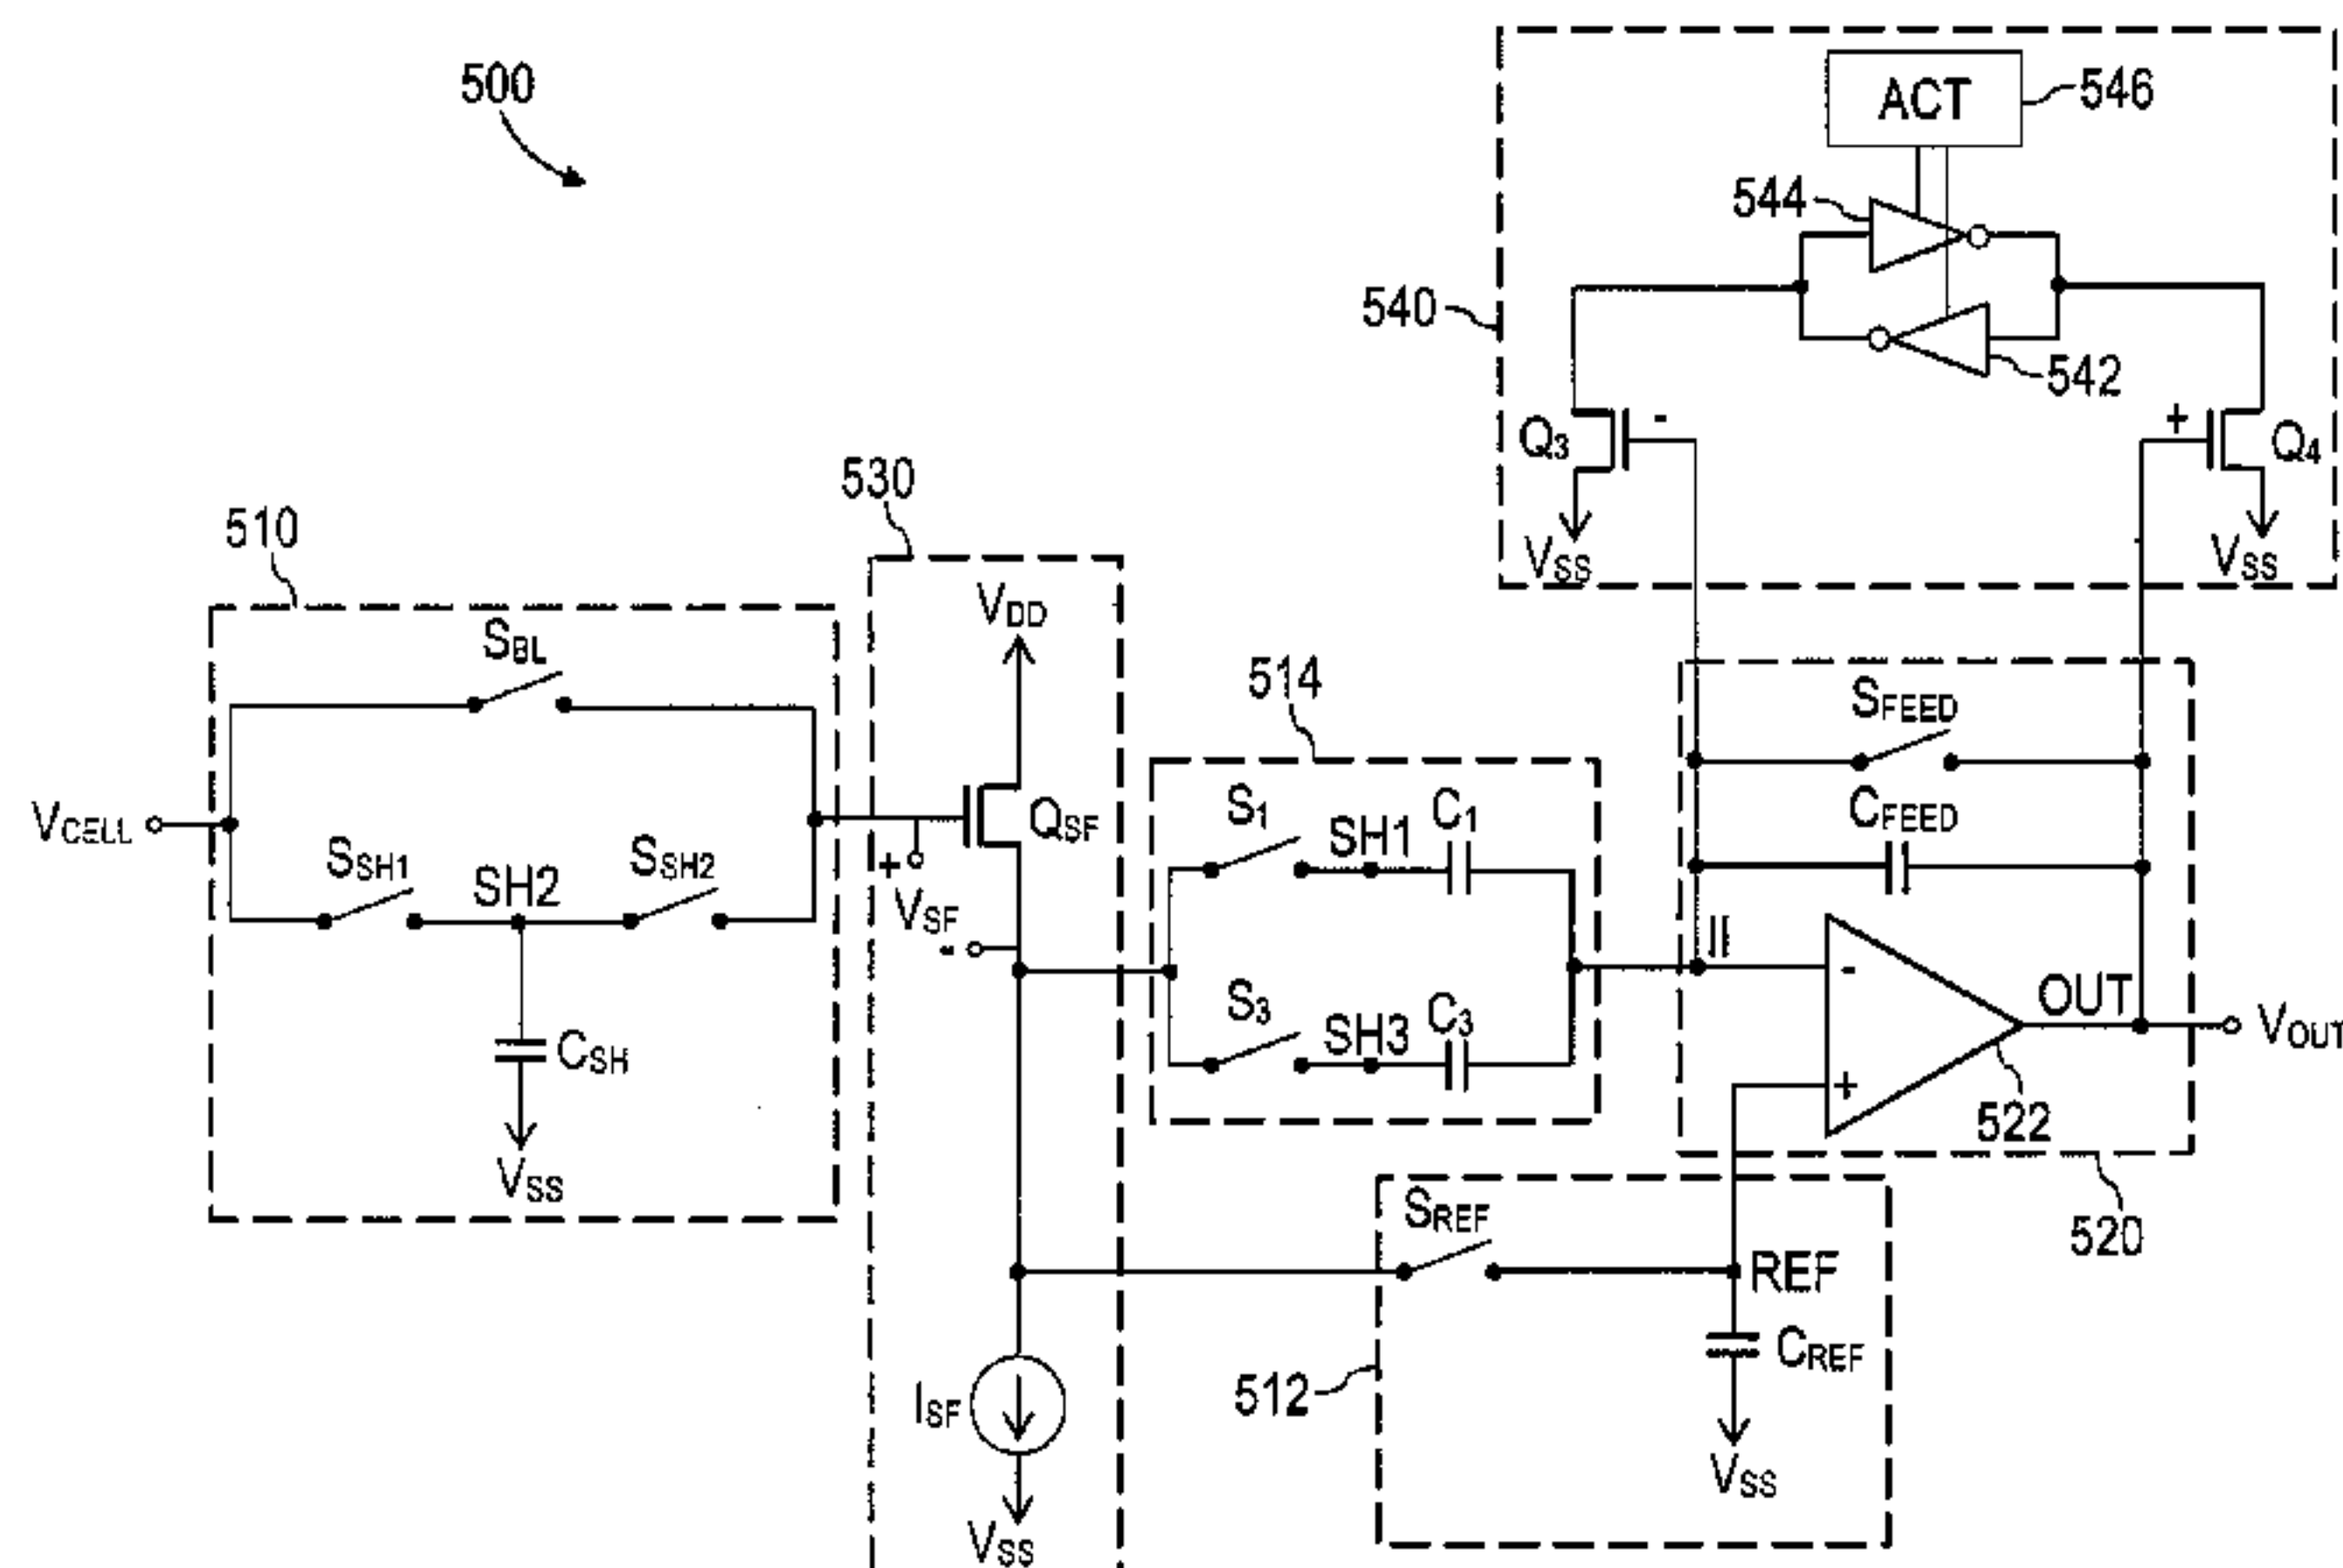 500
ACT
546
544
540
542
Q3
-
+
Q4
VSS
VSS
530
510
VDD
SBL
514
SFEED
S1
SH1
C1
CFEED
VCELL
SSH1
SH2
SSH2
+
VSF
-
QSF
II
-
OUT
VOUT
S3
SH3
C3
CSH
+
522
VSS
SREF
520
REF
512
CREF
ISF
VSS
VSS